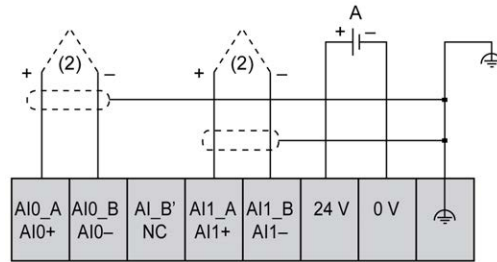 A
+ –
+ (2) –
+ (2) –
AI0_A AI0_B AI_B' AI1_A AI1_B 24 V 0 V
AI0+ AI0– NC AI1+ AI1–